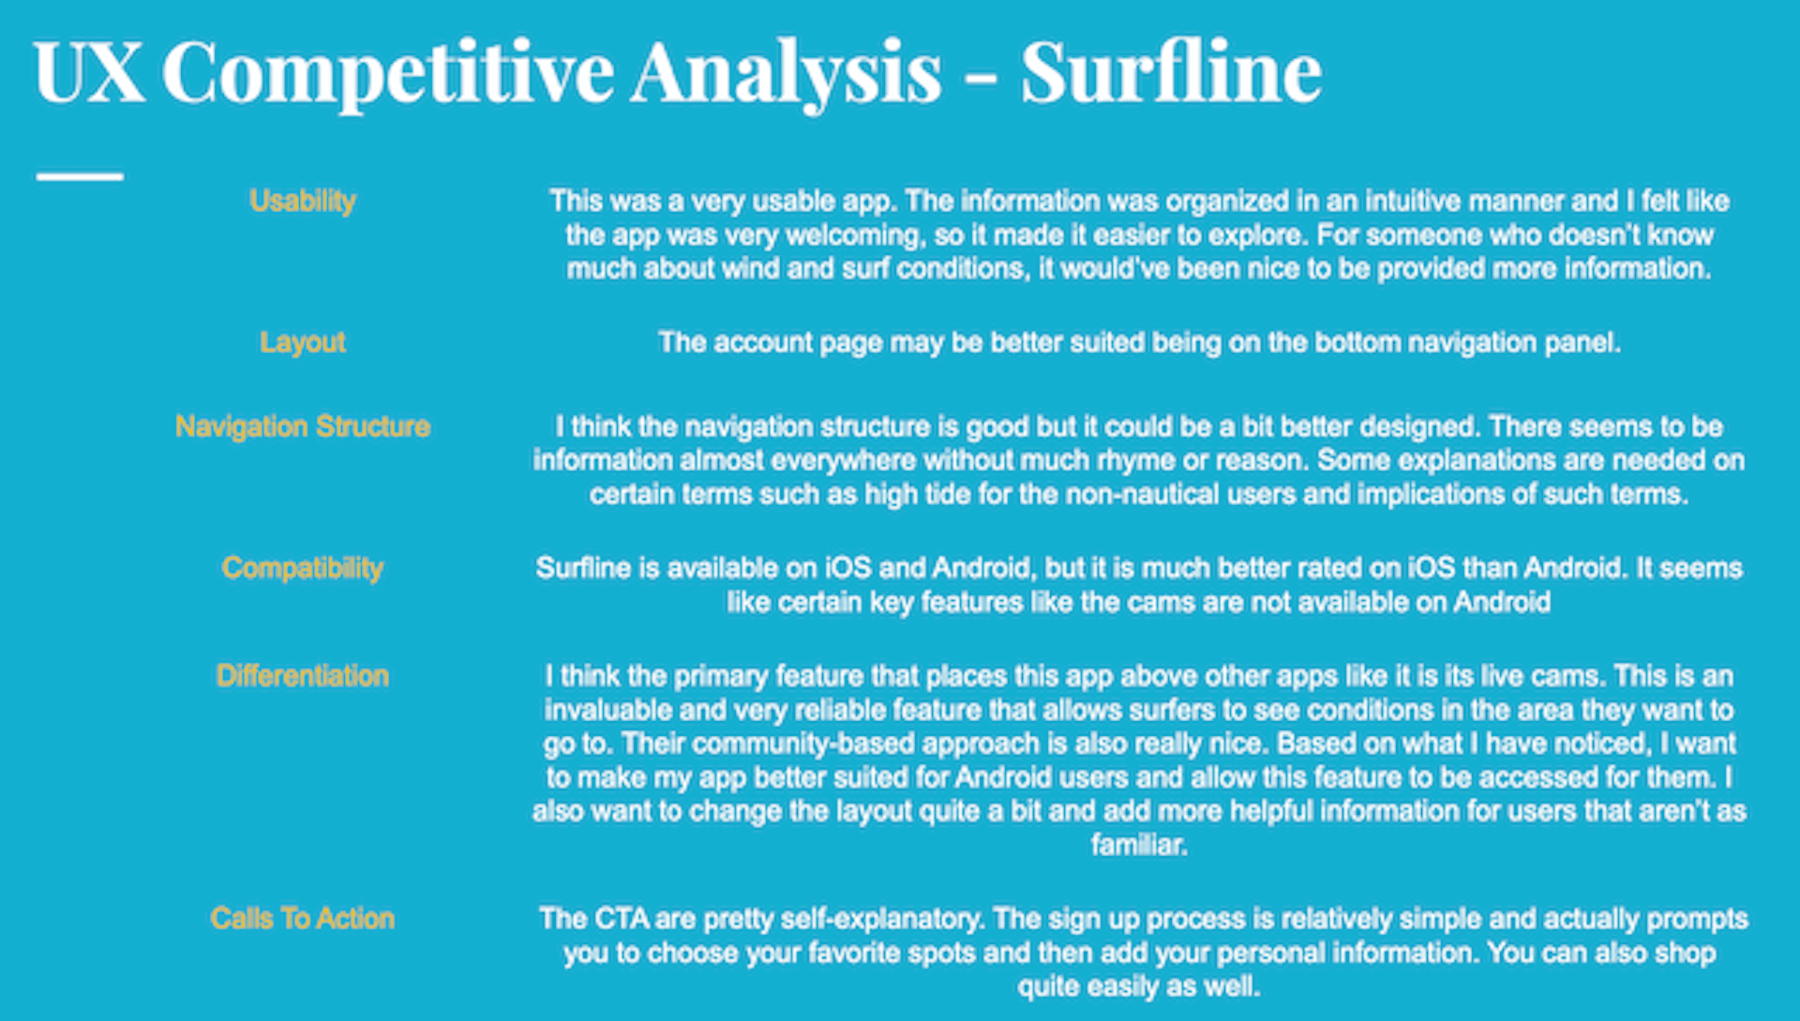 UX Competitive Analysis – Surfline
Usability
This was a very usable app. The information was organized in an intuitive manner and I felt like
the app was very welcoming, so it made it easier to explore. For someone who doesn't know
much about wind and surf conditions, it would've been nice to be provided more information.
Layout
The account page may be better suited being on the bottom navigation panel.
Navigation Structure
I think the navigation structure is good but it could be a bit better designed. There seems to be
information almost everywhere without much rhyme or reason. Some explanations are needed on
certain terms such as high tide for the non-nautical users and implications of such terms.
Compatibility
Surfline is available on iOS and Android, but it is much better rated on iOS than Android. It seems
like certain key features like the cams are not available on Android
Differentiation
I think the primary feature that places this app above other apps like it is its live cams. This is an
invaluable and very reliable feature that allows surfers to see conditions in the area they want to
go to. Their community-based approach is also really nice. Based on what I have noticed, I want
to make my app better suited for Android users and allow this feature to be accessed for them. I
also want to change the layout quite a bit and add more helpful information for users that aren't as
familiar.
Calls To Action
The CTA are pretty self-explanatory. The sign up process is relatively simple and actually prompts
you to choose your favorite spots and then add your personal information. You can also shop
quite easily as well.